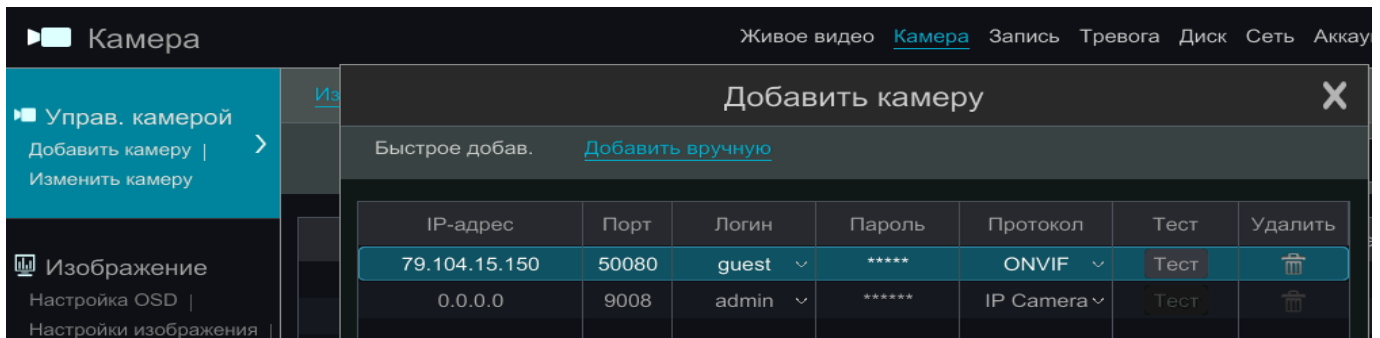 Камера
Живое видео Камера Запись Тревога Диск Сеть
Управ. камерой
Добавить камеру |
Изменить камеру
Добавить камеру X
Быстрое добав. Добавить вручную
IP-адрес Порт Логин Пароль Протокол Тест Удалить
79.104.15.150 50080 guest ***** ONVIF Тест
0.0.0.0 9008 admin ****** IP Camera Тест
Изображение
Настройка OSD |
Настройки изображения |